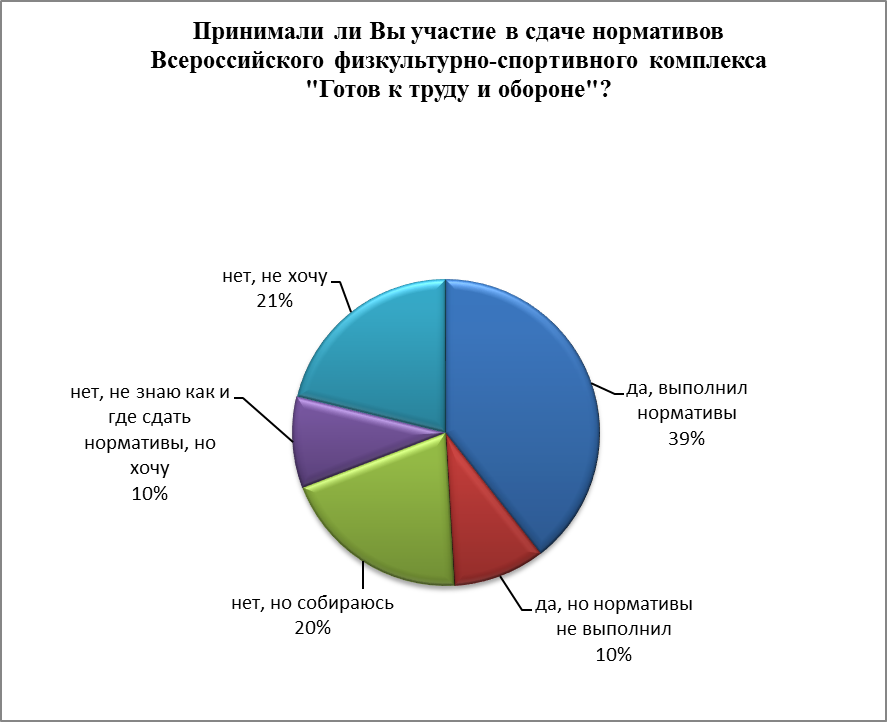 Принимали ли Вы участие в сдаче нормативов
Всероссийского физкультурно-спортивного комплекса
"Готов к труду и обороне"?
нет, не хочу
21%
да, выполнил
нормативы
39%
нет, не знаю как и
где сдать
нормативы, но
хочу
10%
нет, но собираюсь
20%
да, но нормативы
не выполнил
10%